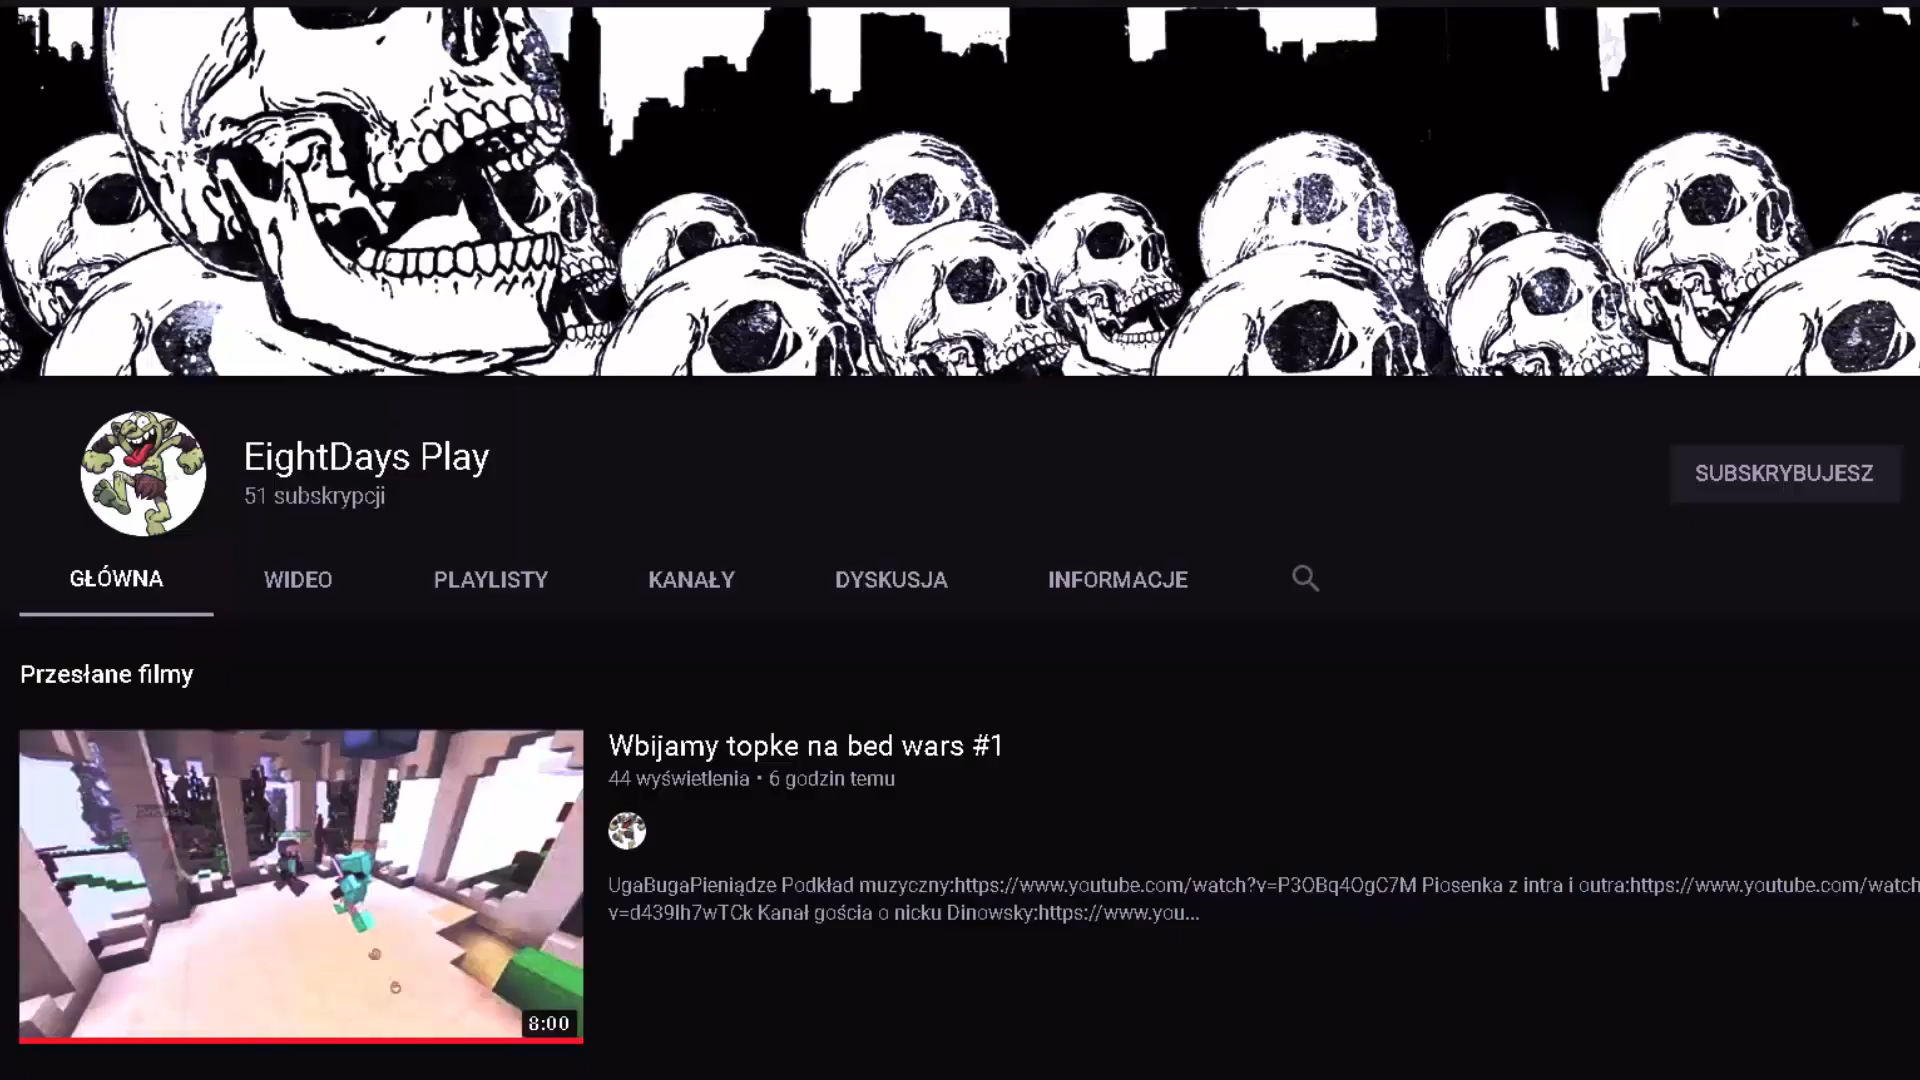 EightDays Play
51 subskrypcji
SUBSKRYBUJESZ
GŁÓWNA
WIDEO
PLAYLISTY
KANAŁY
DYSKUSJA
INFORMACJE
Przesłane filmy
Wbijamy topke na bed wars #1
44 wyświetlenia • 6 godzin temu
UgaBugaPieniądze Podkład muzyczny:https://www.youtube.com/watch?v=P3OBq4OgC7M Piosenka z intra i outra:https://www.youtube.com/watch
v=d439lh7wTCk Kanał gościa o nicku Dinowsky:https://www.you...
8:00